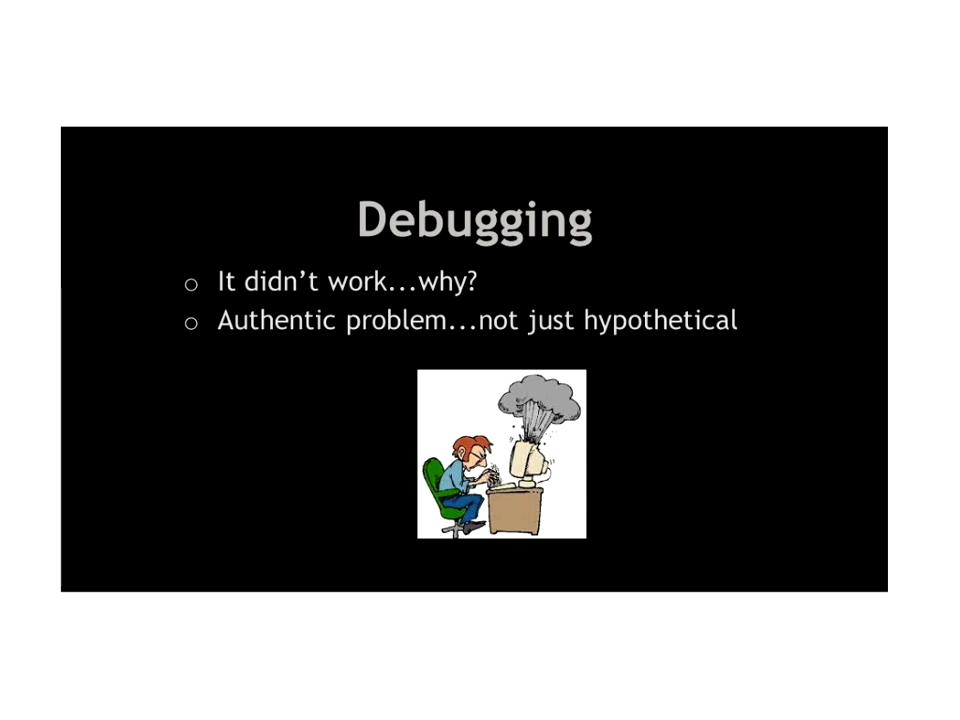 Debugging
o It didn’t work...why?
o Authentic problem...not just hypothetical